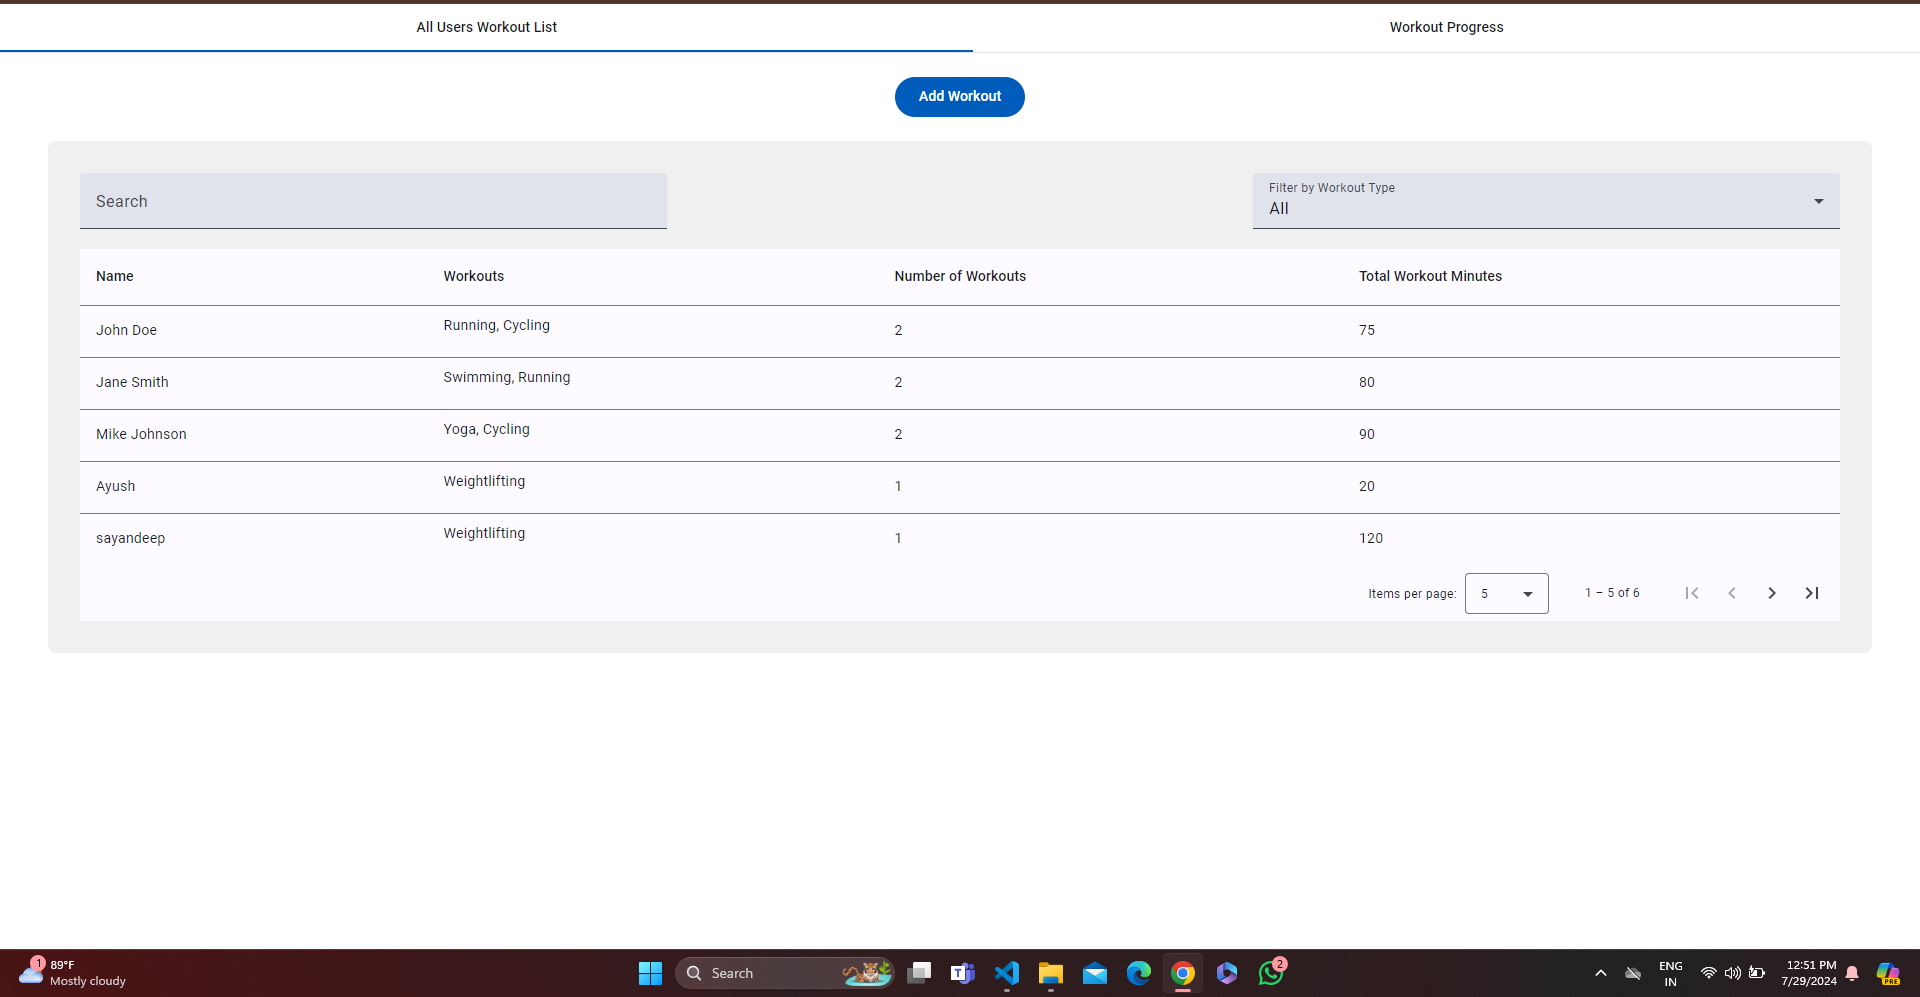 All Users Workout List Workout Progress
Add Workout
Search
Filter by Workout Type
All
Name Workouts Number of Workouts Total Workout Minutes
John Doe Running, Cycling 2 75
Jane Smith Swimming, Running 2 80
Mike Johnson Yoga, Cycling 2 90
Ayush Weightlifting 1 20
sayandeep Weightlifting 1 120
Items per page: 5 1 – 5 of 6
1 89°F
Mostly cloudy
Search
T
2
ENG
IN
12:51 PM
7/29/2024
PRE